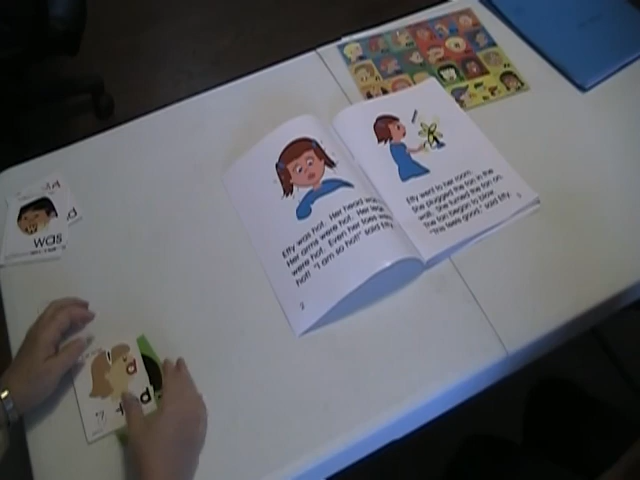 was
Effy was hot. Her head was
Her arms were hot. Her legs
were hot. Even her toes were
hot! "I am so hot!" said Effy.
2
Effy went to her room.
She plugged the fan in the
wall. She turned the fan on.
The fan began to blow.
"This feels good," said Effy.